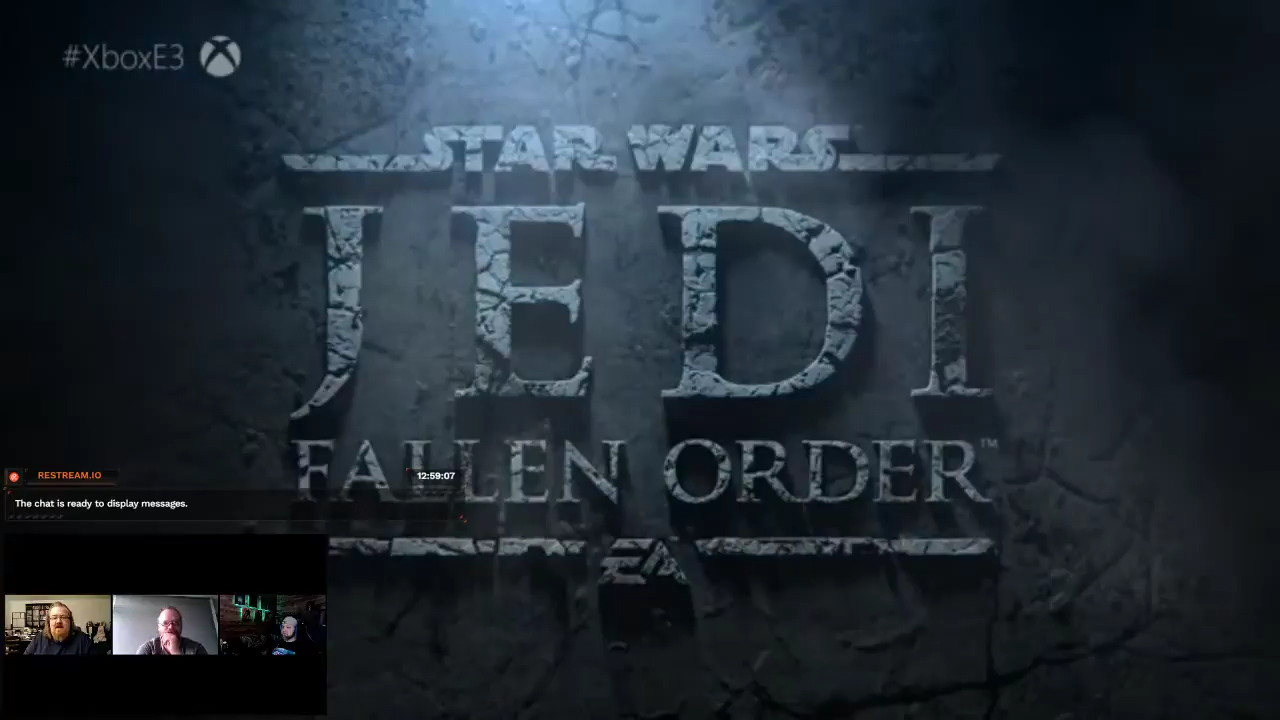 #XboxE3
STAR WARS
JEDI
FALLEN ORDER™
RESTREAM.IO
12:59:07
The chat is ready to display messages.
EA